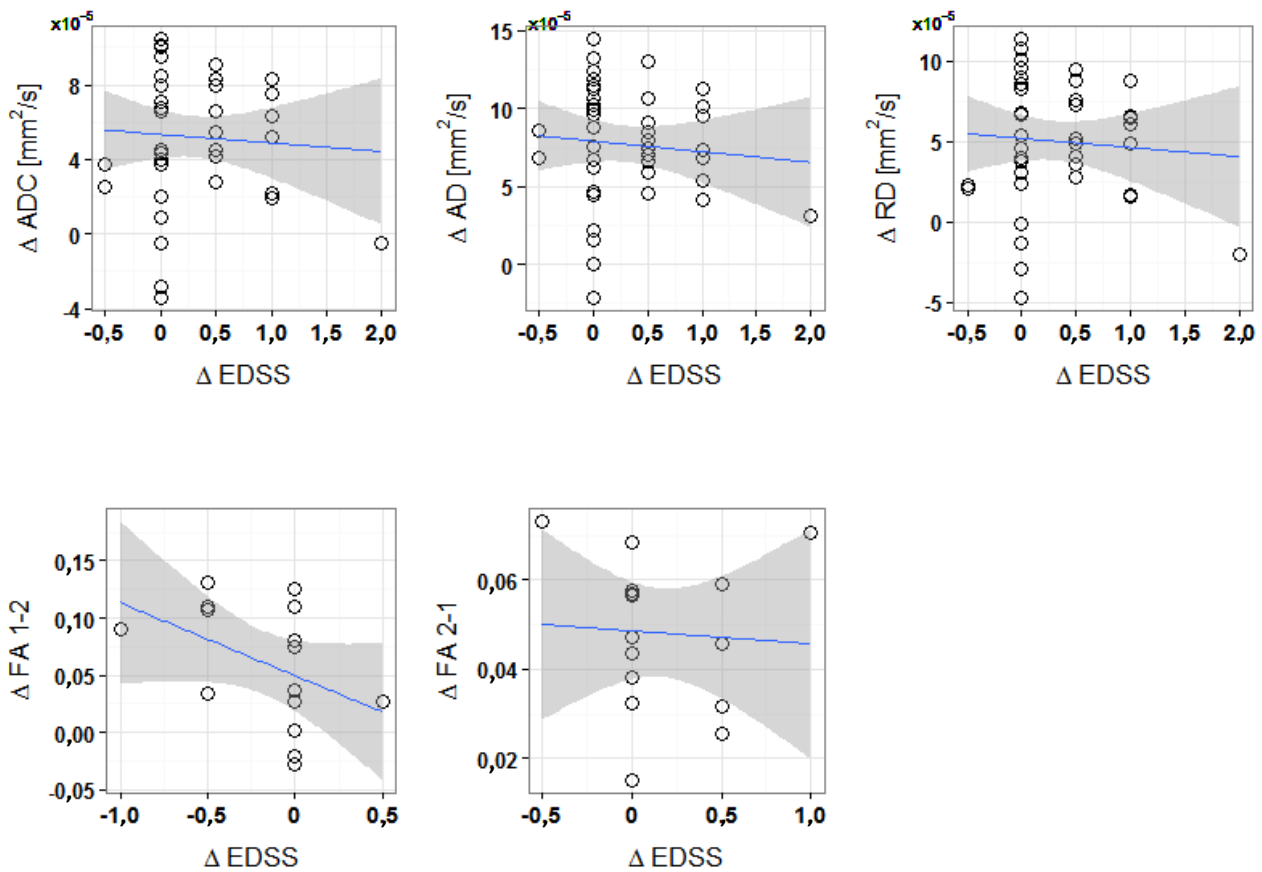 x10⁻⁵
8
4
0
-4
Δ ADC [mm²/s]
-0,5 0 0,5 1,0 1,5 2,0
Δ EDSS
x10⁻⁵
15
10
5
0
Δ AD [mm²/s]
-0,5 0 0,5 1,0 1,5 2,0
Δ EDSS
x10⁻⁵
10
5
0
-5
Δ RD [mm²/s]
-0,5 0 0,5 1,0 1,5 2,0
Δ EDSS
0,15
0,10
0,05
0,00
-0,05
Δ FA 1-2
-1,0 -0,5 0 0,5
Δ EDSS
0,06
0,04
0,02
Δ FA 2-1
-0,5 0 0,5 1,0
Δ EDSS